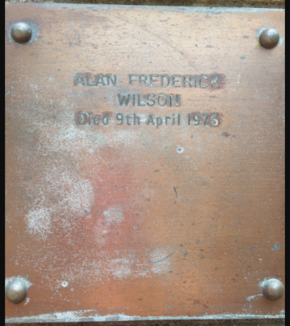 ALAN FREDERICK
WILSON
Died 9th April 1973